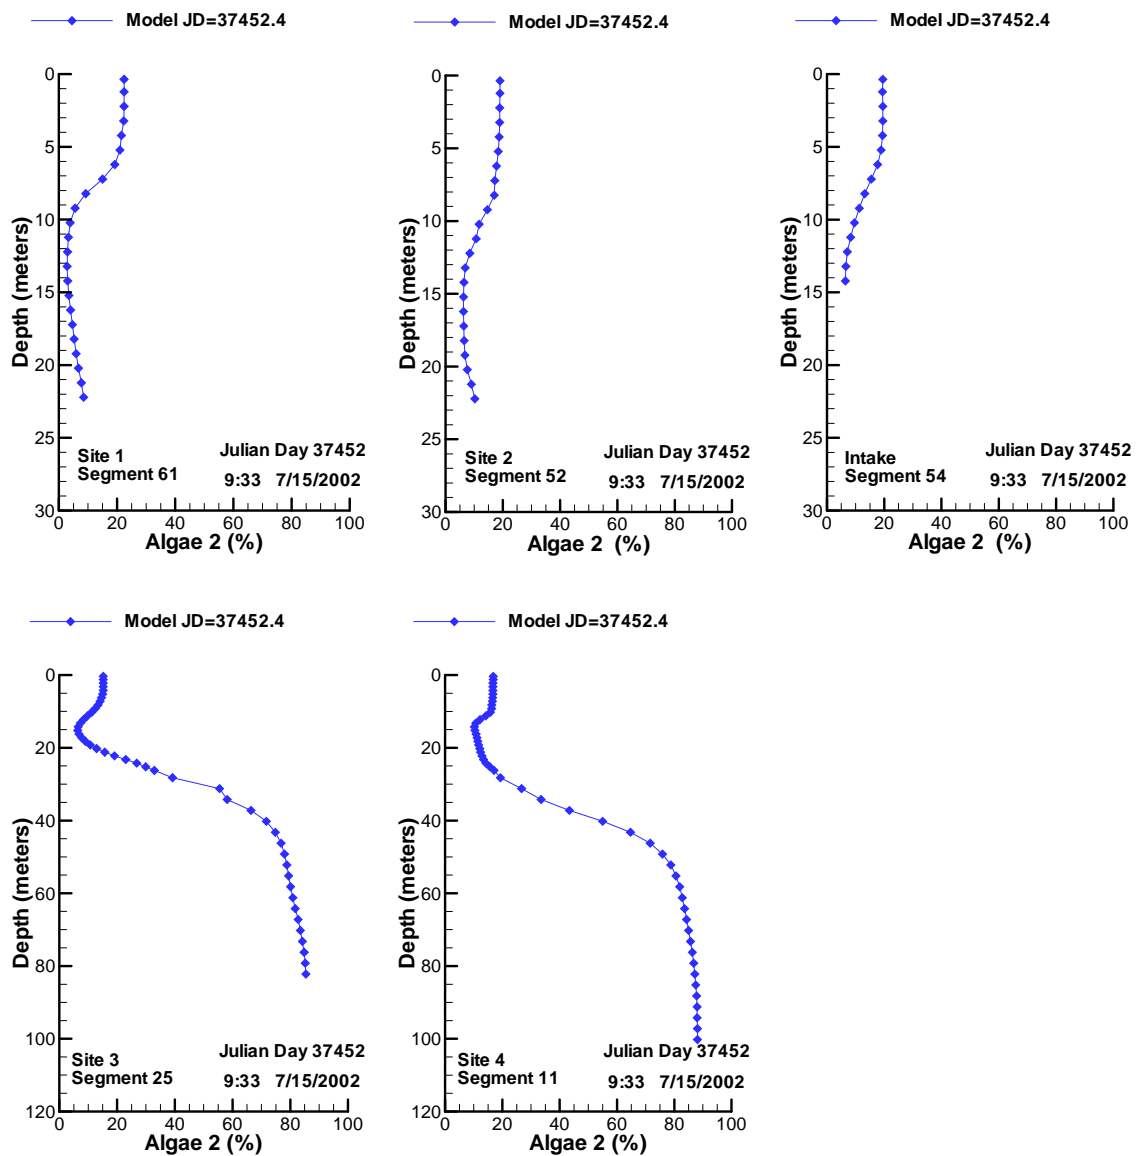 Model JD=37452.4
0
5
10
15
20
25
30
Depth (meters)
Site 1
Segment 61
Julian Day 37452
9:33 7/15/2002
0 20 40 60 80 100
Algae 2 (%)
Model JD=37452.4
0
5
10
15
20
25
30
Depth (meters)
Site 2
Segment 52
Julian Day 37452
9:33 7/15/2002
0 20 40 60 80 100
Algae 2 (%)
Model JD=37452.4
0
5
10
15
20
25
30
Depth (meters)
Intake
Segment 54
Julian Day 37452
9:33 7/15/2002
0 20 40 60 80 100
Algae 2 (%)
Model JD=37452.4
0
20
40
60
80
100
120
Depth (meters)
Site 3
Segment 25
Julian Day 37452
9:33 7/15/2002
0 20 40 60 80 100
Algae 2 (%)
Model JD=37452.4
0
20
40
60
80
100
120
Depth (meters)
Site 4
Segment 11
Julian Day 37452
9:33 7/15/2002
0 20 40 60 80 100
Algae 2 (%)